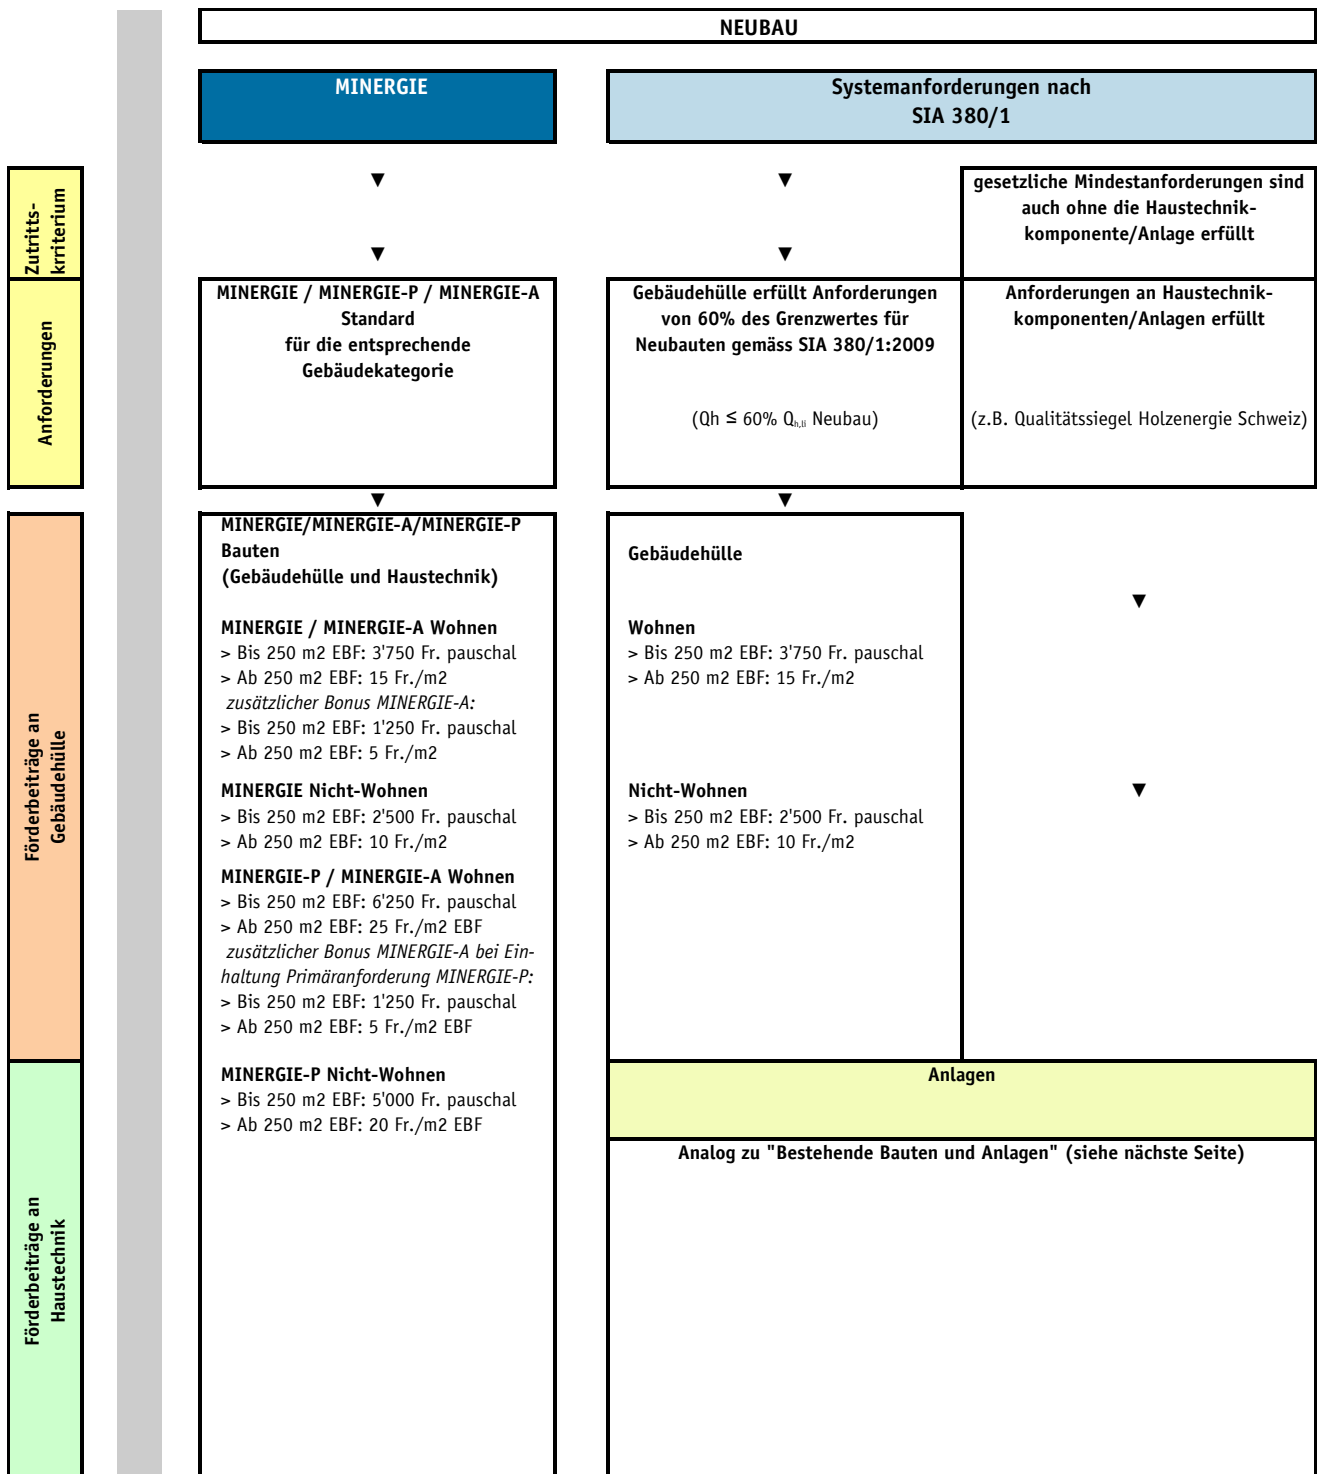 NEUBAU
MINERGIE
Systemanforderungen nach
SIA 380/1
Zutritts-
krriterium
▼
▼
▼
▼
gesetzliche Mindestanforderungen sind
auch ohne die Haustechnik-
komponente/Anlage erfüllt
Anforderungen
MINERGIE / MINERGIE-P / MINERGIE-A
Standard
für die entsprechende
Gebäudekategorie
Gebäudehülle erfüllt Anforderungen
von 60% des Grenzwertes für
Neubauten gemäss SIA 380/1:2009
(Qh ≤ 60% Qh,li Neubau)
Anforderungen an Haustechnik-
komponenten/Anlagen erfüllt
(z.B. Qualitätssiegel Holzenergie Schweiz)
▼
▼
Förderbeiträge an
Gebäudehülle
MINERGIE/MINERGIE-A/MINERGIE-P
Bauten
(Gebäudehülle und Haustechnik)
MINERGIE / MINERGIE-A Wohnen
> Bis 250 m2 EBF: 3'750 Fr. pauschal
> Ab 250 m2 EBF: 15 Fr./m2
zusätzlicher Bonus MINERGIE-A:
> Bis 250 m2 EBF: 1'250 Fr. pauschal
> Ab 250 m2 EBF: 5 Fr./m2
MINERGIE Nicht-Wohnen
> Bis 250 m2 EBF: 2'500 Fr. pauschal
> Ab 250 m2 EBF: 10 Fr./m2
MINERGIE-P / MINERGIE-A Wohnen
> Bis 250 m2 EBF: 6'250 Fr. pauschal
> Ab 250 m2 EBF: 25 Fr./m2 EBF
zusätzlicher Bonus MINERGIE-A bei Ein-
haltung Primäranforderung MINERGIE-P:
> Bis 250 m2 EBF: 1'250 Fr. pauschal
> Ab 250 m2 EBF: 5 Fr./m2 EBF
MINERGIE-P Nicht-Wohnen
> Bis 250 m2 EBF: 5'000 Fr. pauschal
> Ab 250 m2 EBF: 20 Fr./m2 EBF
Gebäudehülle
Wohnen
> Bis 250 m2 EBF: 3'750 Fr. pauschal
> Ab 250 m2 EBF: 15 Fr./m2
Nicht-Wohnen
> Bis 250 m2 EBF: 2'500 Fr. pauschal
> Ab 250 m2 EBF: 10 Fr./m2
▼
▼
Förderbeiträge an
Haustechnik
Anlagen
Analog zu "Bestehende Bauten und Anlagen" (siehe nächste Seite)